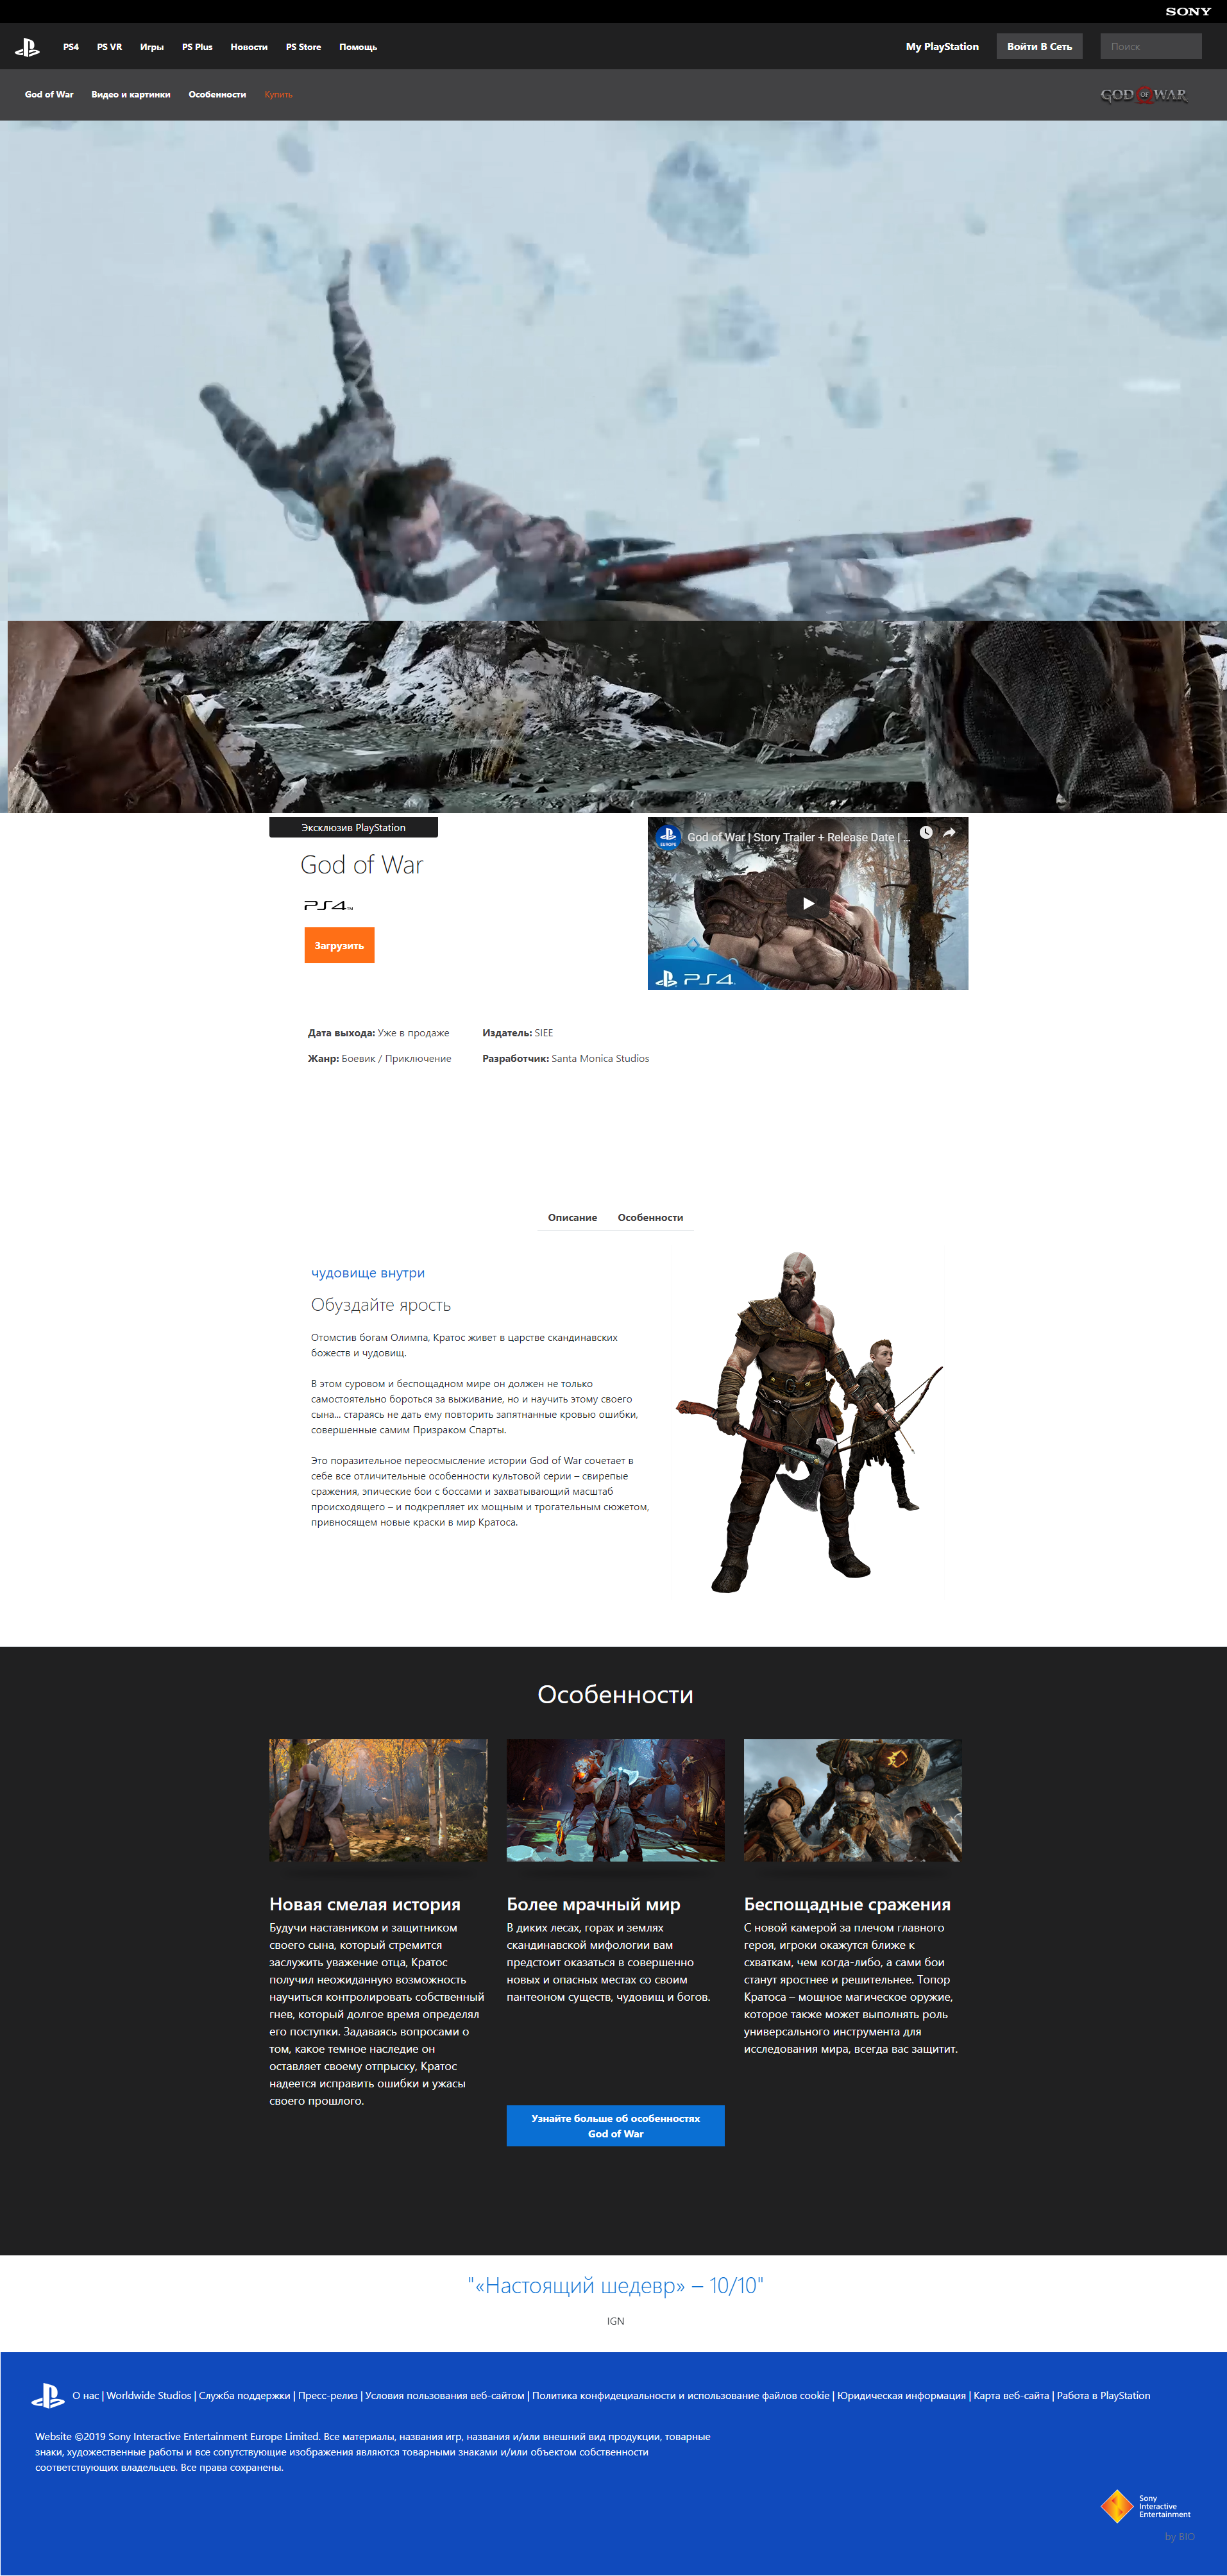 SONY
PS4 PS VR Игры PS Plus Новости PS Store Помощь My PlayStation Войти В Сеть Поиск
God of War Видео и картинки Особенности Купить GOD OF WAR
Эксклюзив PlayStation
God of War
PS4™
Загрузить
EUROPE
God of War | Story Trailer + Release Date | ...
PS4
Дата выхода: Уже в продаже Издатель: SIEE
Жанр: Боевик / Приключение Разработчик: Santa Monica Studios
Описание Особенности
чудовище внутри
Обуздайте ярость
Отомстив богам Олимпа, Кратос живет в царстве скандинавских
божеств и чудовищ.
В этом суровом и беспощадном мире он должен не только
самостоятельно бороться за выживание, но и научить этому своего
сына... стараясь не дать ему повторить запятнанные кровью ошибки,
совершенные самим Призраком Спарты.
Это поразительное переосмысление истории God of War сочетает в
себе все отличительные особенности культовой серии – свирепые
сражения, эпические бои с боссами и захватывающий масштаб
происходящего – и подкрепляет их мощным и трогательным сюжетом,
привносящем новые краски в мир Кратоса.
Особенности
Новая смелая история
Будучи наставником и защитником
своего сына, который стремится
заслужить уважение отца, Кратос
получил неожиданную возможность
научиться контролировать собственный
гнев, который долгое время определял
его поступки. Задаваясь вопросами о
том, какое темное наследие он
оставляет своему отпрыску, Кратос
надеется исправить ошибки и ужасы
своего прошлого.
Более мрачный мир
В диких лесах, горах и землях
скандинавской мифологии вам
предстоит оказаться в совершенно
новых и опасных местах со своим
пантеоном существ, чудовищ и богов.
Узнайте больше об особенностях
God of War
Беспощадные сражения
С новой камерой за плечом главного
героя, игроки окажутся ближе к
схваткам, чем когда-либо, а сами бои
станут яростнее и решительнее. Топор
Кратоса – мощное магическое оружие,
которое также может выполнять роль
универсального инструмента для
исследования мира, всегда вас защитит.
"«Настоящий шедевр» – 10/10"
IGN
О нас | Worldwide Studios | Служба поддержки | Пресс-релиз | Условия пользования веб-сайтом | Политика конфидециальности и использование файлов cookie | Юридическая информация | Карта веб-сайта | Работа в PlayStation
Website ©2019 Sony Interactive Entertainment Europe Limited. Все материалы, названия игр, названия и/или внешний вид продукции, товарные
знаки, художественные работы и все сопутствующие изображения являются товарными знаками и/или объектом собственности
соответствующих владельцев. Все права сохранены.
Sony
Interactive
Entertainment
by BIO